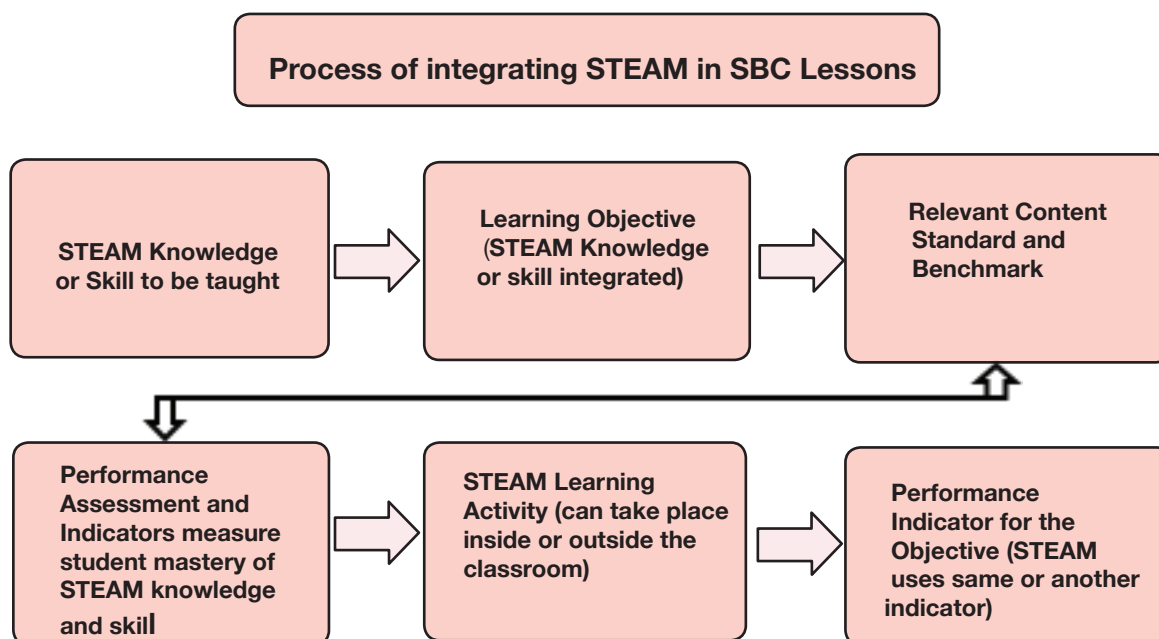 Process of integrating STEAM in SBC Lessons
STEAM Knowledge
or Skill to be taught
Learning Objective
(STEAM Knowledge
or skill integrated)
Relevant Content
Standard and
Benchmark
Performance
Assessment and
Indicators measure
student mastery of
STEAM knowledge
and skill
STEAM Learning
Activity (can take place
inside or outside the
classroom)
Performance
Indicator for the
Objective (STEAM
uses same or another
indicator)